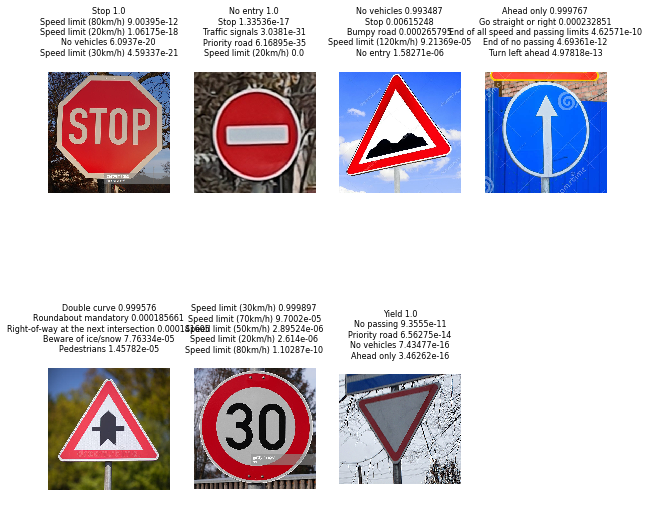 Stop 1.0
Speed limit (80km/h) 9.00395e-12
Speed limit (20km/h) 1.06175e-18
No vehicles 6.0937e-20
Speed limit (30km/h) 4.59337e-21
No entry 1.0
Stop 1.33536e-17
Traffic signals 3.0381e-31
Priority road 6.16895e-35
Speed limit (20km/h) 0.0
No vehicles 0.993487
Stop 0.00615248
Bumpy road 0.000265795
Speed limit (120km/h) 9.21369e-05
No entry 1.58271e-06
Ahead only 0.999767
Go straight or right 0.000232851
End of all speed and passing limits 4.62571e-10
End of no passing 4.69361e-12
Turn left ahead 4.97818e-13
STOP
Double curve 0.999576
Roundabout mandatory 0.000185661
Right-of-way at the next intersection
Beware of ice/snow 7.76334e-05
Pedestrians 1.45782e-05
Speed limit (30km/h) 0.999897
Speed limit (70km/h) 9.7002e-05
Speed limit (50km/h) 2.89524e-06
Speed limit (20km/h) 2.614e-06
Speed limit (80km/h) 1.10287e-10
Yield 1.0
No passing 9.3555e-11
Priority road 6.56275e-14
No vehicles 7.43477e-16
Ahead only 3.46262e-16
30